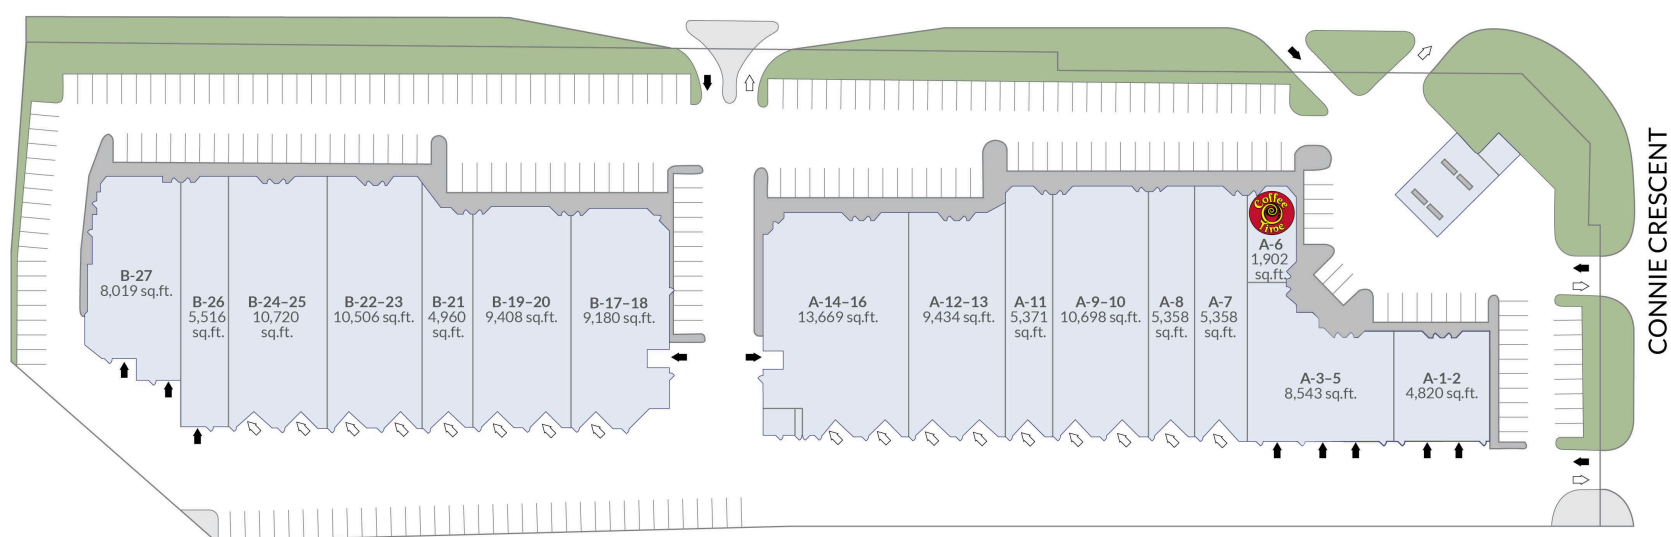 B-27
8,019 sq.ft.
B-26
5,516
sq.ft.
B-24–25
10,720
sq.ft.
B-22–23
10,506 sq.ft.
B-21
4,960
sq.ft.
B-19–20
9,408 sq.ft.
B-17–18
9,180 sq.ft.
A-14–16
13,669 sq.ft.
A-12–13
9,434 sq.ft.
A-11
5,371
sq.ft.
A-9–10
10,698 sq.ft.
A-8
5,358
sq.ft.
A-7
5,358
sq.ft.
Coffee
Time
A-6
1,902
sq.ft.
A-3–5
8,543 sq.ft.
A-1-2
4,820 sq.ft.
CONNIE CRESCENT